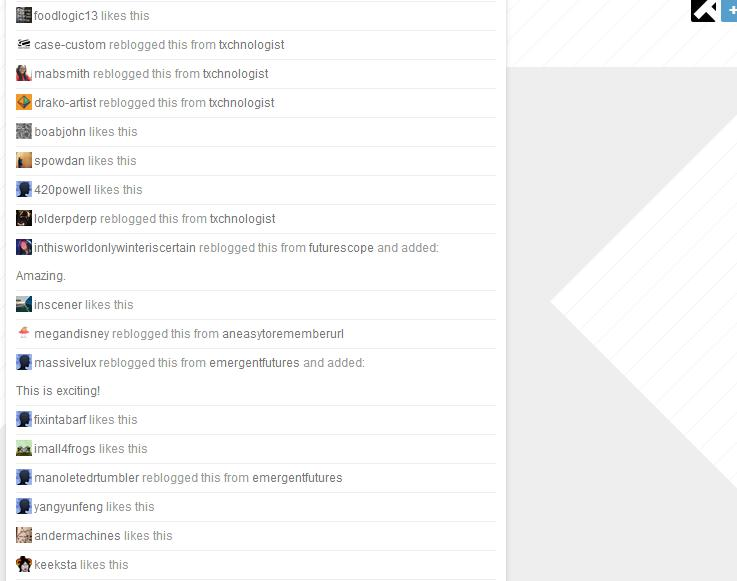 foodlogic13 likes this
case-custom reblogged this from txchnologist
mabsmith reblogged this from txchnologist
drako-artist reblogged this from txchnologist
boabjohn likes this
spowdan likes this
420powell likes this
lolderpderp reblogged this from txchnologist
inthisworldonlywinteriscertain reblogged this from futurescope and added:
Amazing.
inscener likes this
megandisney reblogged this from aneasytorememberurl
massivelux reblogged this from emergentfutures and added:
This is exciting!
fixintabarf likes this
imall4frogs likes this
manoletedrtumbler reblogged this from emergentfutures
yangyunfeng likes this
andermachines likes this
keeksta likes this